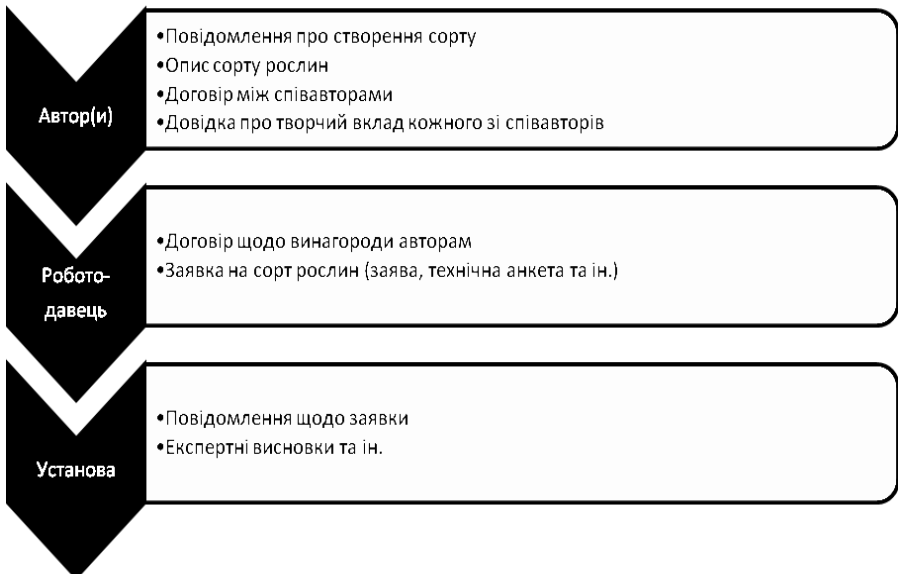 Автор(и)
•Повідомлення про створення сорту
•Опис сорту рослин
•Договір між співавторами
•Довідка про творчий вклад кожного зі співавторів
Робото-
давець
•Договір щодо винагороди авторам
•Заявка на сорт рослин (заява, технічна анкета та ін.)
Установа
•Повідомлення щодо заявки
•Експертні висновки та ін.